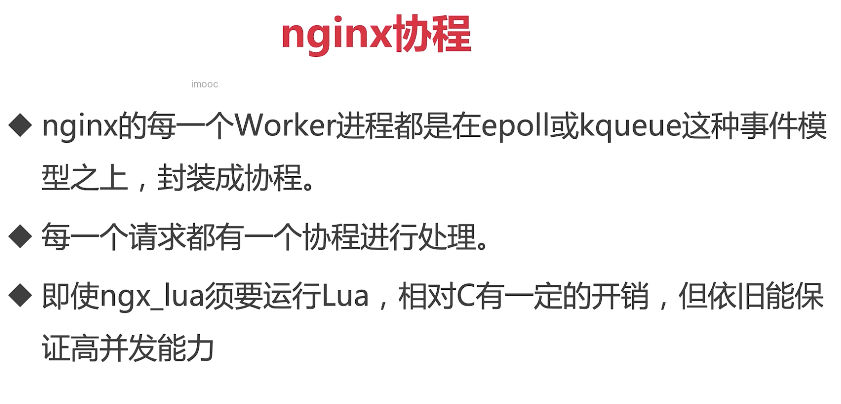 nginx协程
imooc
◆ nginx的每一个Worker进程都是在epoll或kqueue这种事件模
型之上，封装成协程。
◆ 每一个请求都有一个协程进行处理。
◆ 即使ngx_lua须要运行Lua，相对C有一定的开销，但依旧能保
证高并发能力